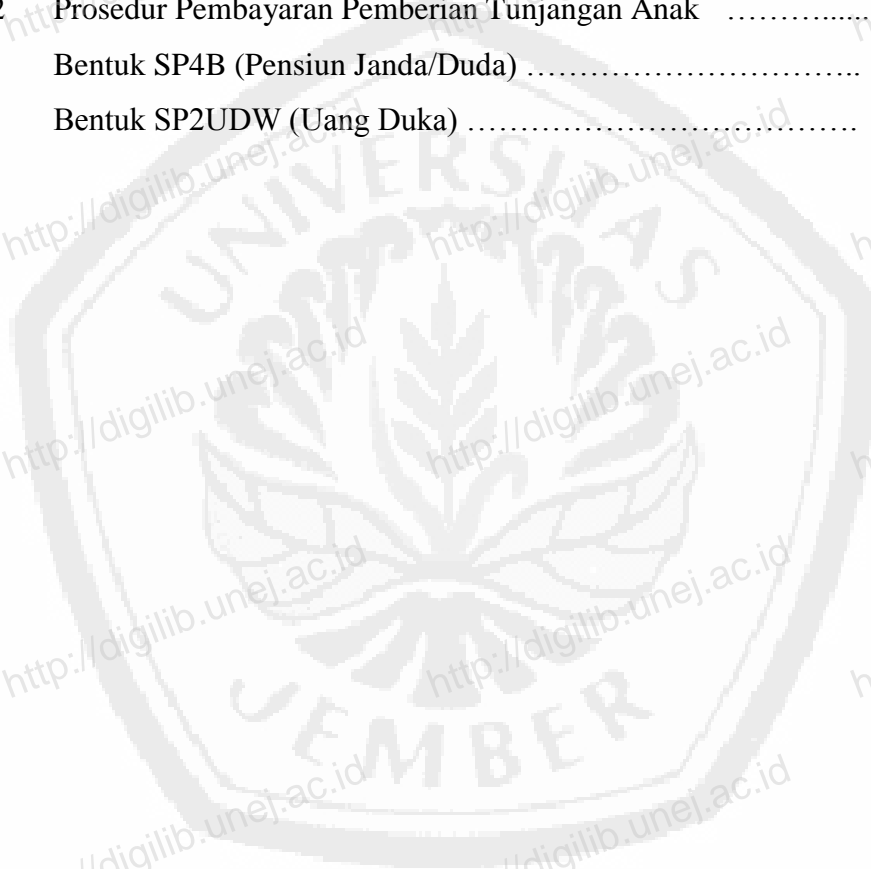 2 Prosedur Pembayaran Pemberian Tunjangan Anak ………......
Bentuk SP4B (Pensiun Janda/Duda) …………………………..
Bentuk SP2UDW (Uang Duka) ……………………………….
UNIVERSITAS
JEMBER
http://digilib.unej.ac.id
http://digilib.unej.ac.id
http://digilib.unej.ac.id
http://digilib.unej.ac.id
http://digilib.unej.ac.id
http://digilib.unej.ac.id
http://digilib.unej.ac.id
http://digilib.unej.ac.id